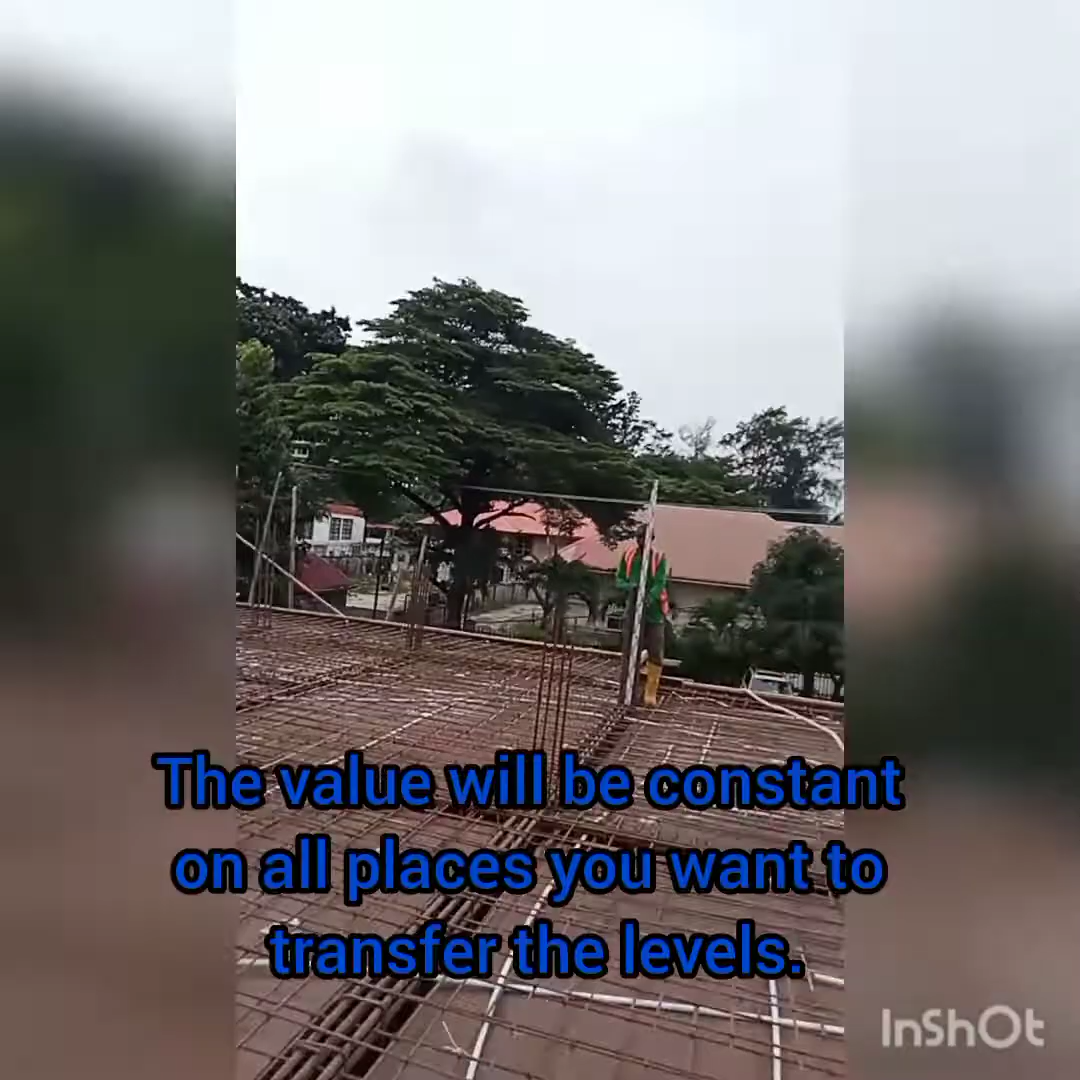 The value will be constant
on all places you want to
transfer the levels.
InShOt